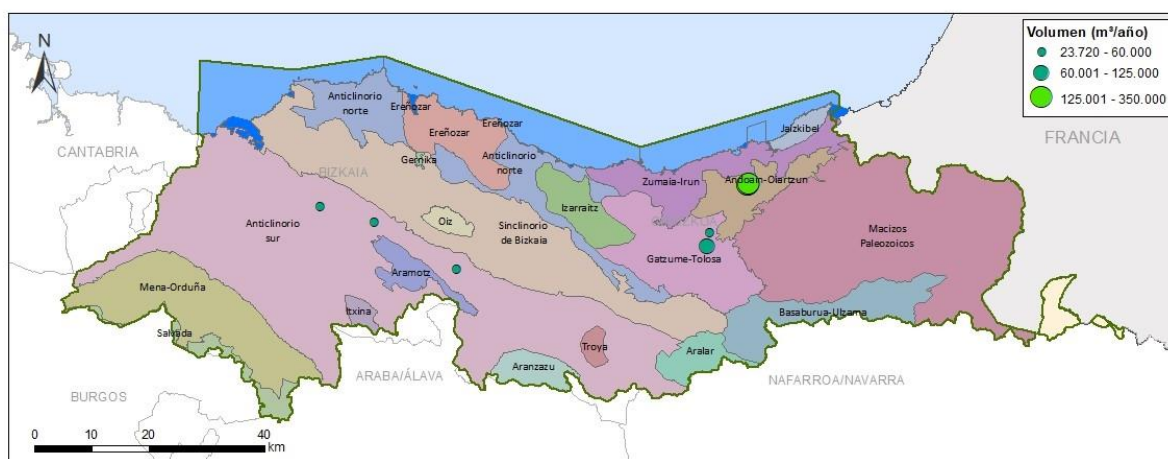 N
Volumen (m³/año)
23.720 - 60.000
60.001 - 125.000
125.001 - 350.000
FRANCIA
CANTABRIA
BIZKAIA
Anticlinorio
norte
Ereñozar
Ereñozar
Ereñozar
Gernika
Anticlinorio
norte
Jaizkibel
Zumaia-Irun
Andoain-Oiartzun
Izarraitz
Anticlinorio
sur
Oiz
Sinclinorio
de Bizkaia
Gatzume-Tolosa
Macizos
Paleozoicos
Aramotz
Mena-Orduña
Itxina
Salvada
Basaburua-Ulzama
Troya
Aralar
Aranzazu
ARABA/ÁLAVA
NAFARROA/NAVARRA
BURGOS
0 10 20 40
km